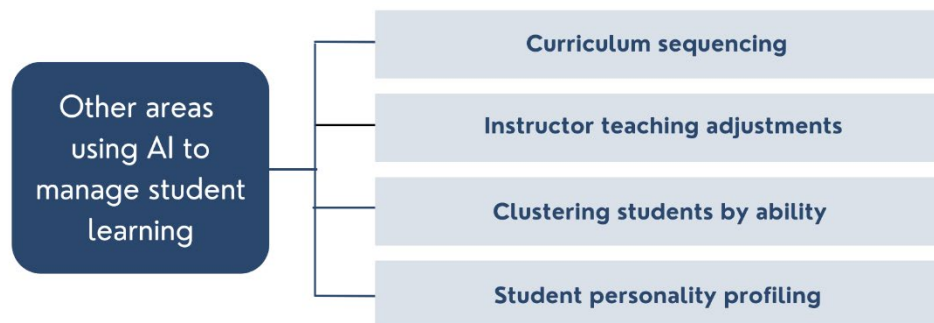 Other areas
using AI to
manage student
learning
Curriculum sequencing
Instructor teaching adjustments
Clustering students by ability
Student personality profiling